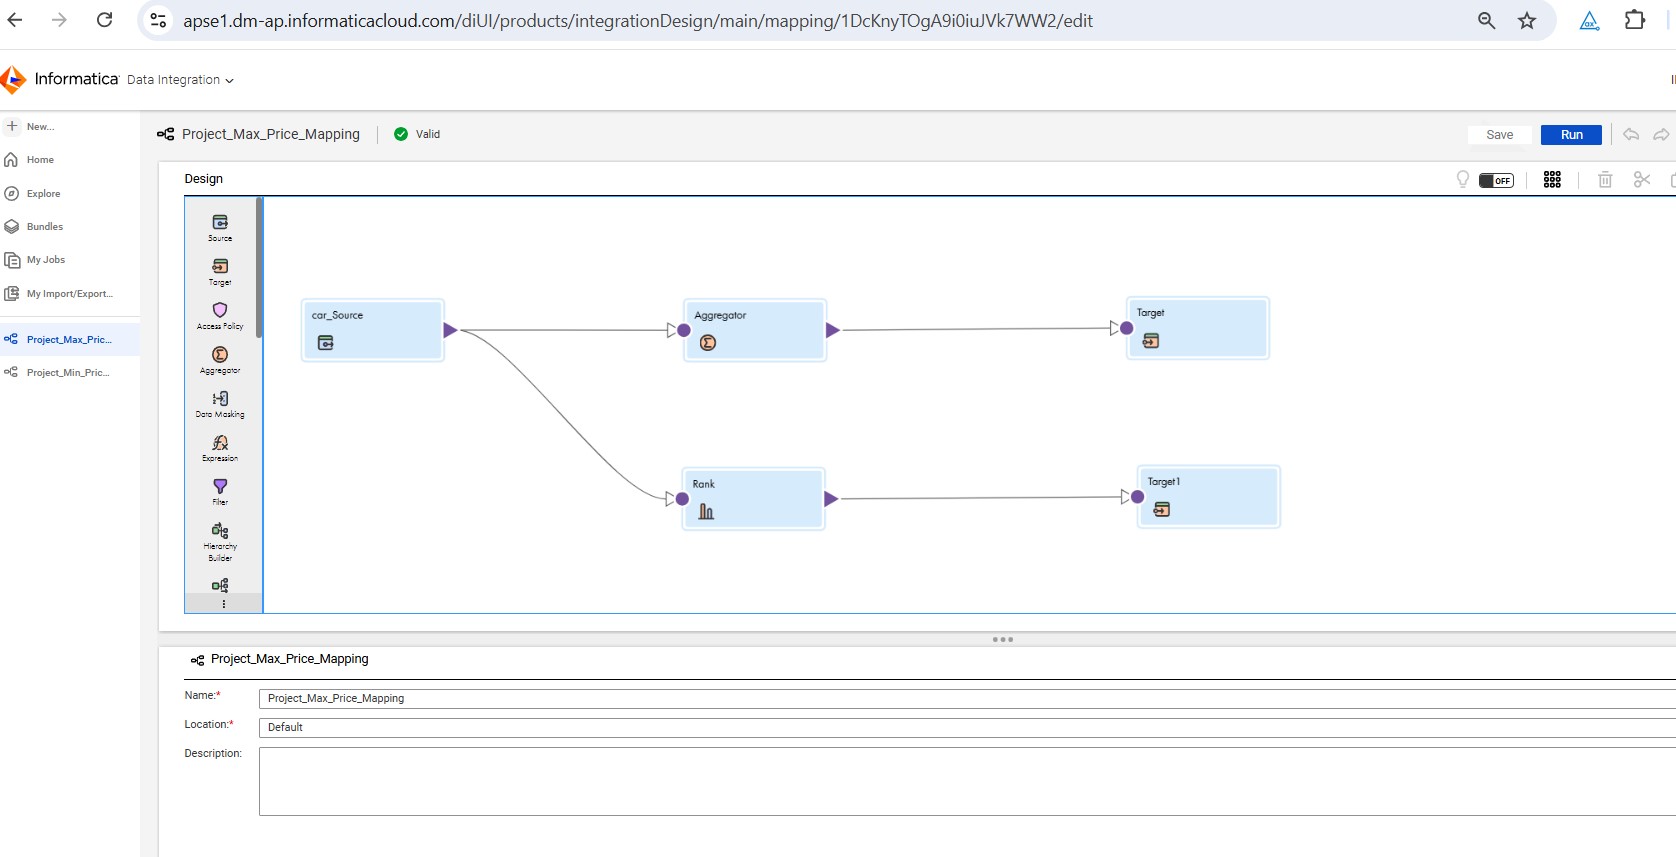 apse1.dm-ap.informaticacloud.com/diUI/products/integrationDesign/main/mapping/1DcKnyTOgA9i0iuJVk7WW2/edit
Informatica Data Integration
New...
Home
Explore
Bundles
My Jobs
My Import/Export...
Project_Max_Pric...
Project_Min_Pric...
Project_Max_Price_Mapping
Valid
Save
Run
Design
OFF
Source
Target
Access Policy
Aggregator
Data Masking
Expression
Filter
Hierarchy
Builder
car_Source
Aggregator
Target
Rank
Target1
Project_Max_Price_Mapping
Name:* Project_Max_Price_Mapping
Location:* Default
Description: